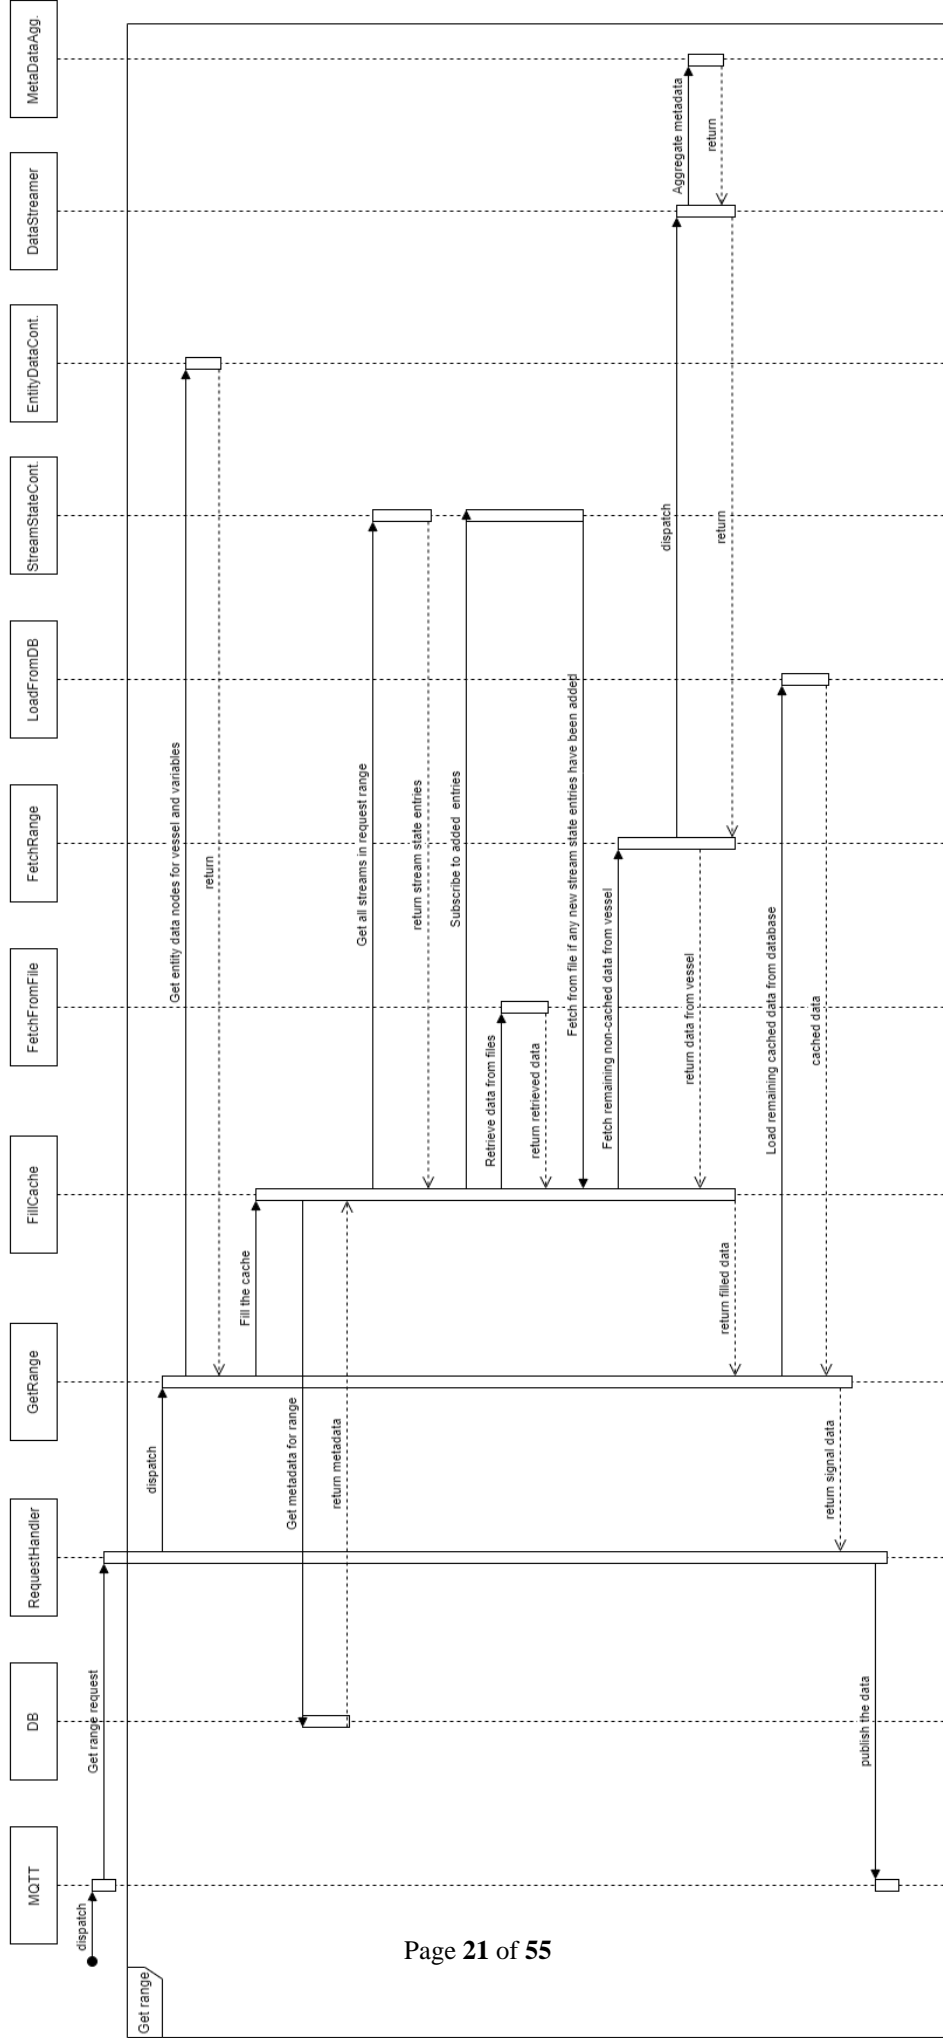 MQTT
DB
RequestHandler
GetRange
FillCache
FetchFromFile
FetchRange
LoadFromDB
StreamStateCont.
EntityDataCont.
DataStreamer
MetaDataAgg.
dispatch
Get range request
Get range
dispatch
Get entity data nodes for vessel and variables
return
Fill the cache
Get metadata for range
return metadata
Get all streams in request range
return stream state entries
Subscribe to added  entries
Retrieve data from files
return retrieved data
Fetch from file if any new stream state entries have been added
Fetch remaining non-cached data from vessel
dispatch
Aggregate metadata
return
return
return data from vessel
return filled data
Load remaining cached data from database
cached data
return signal data
publish the data
Page 21 of 55